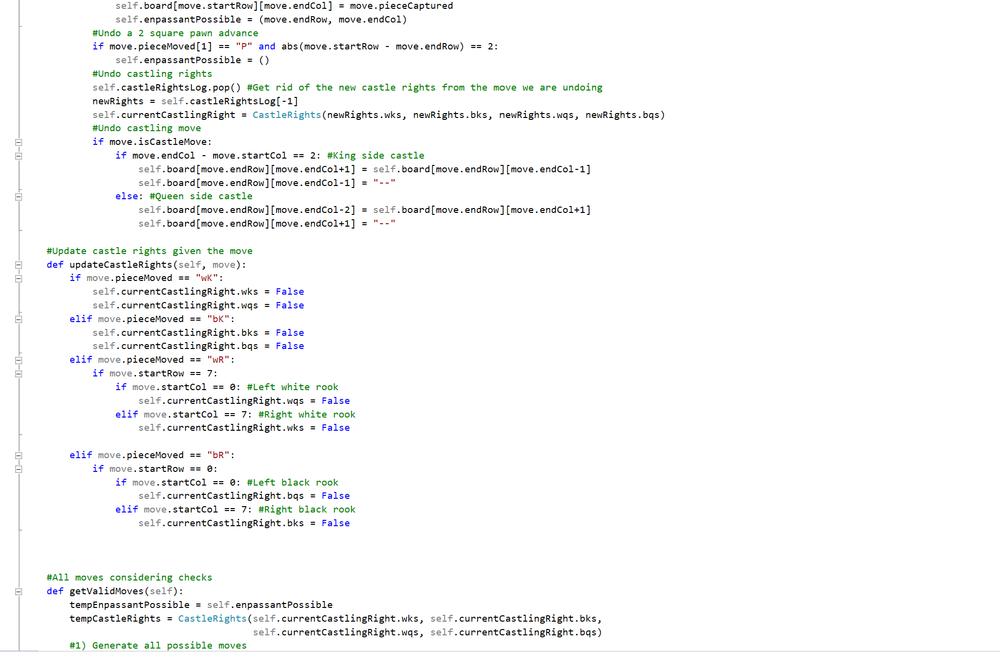 self.board[move.startRow][move.endCol] = move.pieceCaptured
self.enpassantPossible = (move.endRow, move.endCol)
#Undo a 2 square pawn advance
if move.pieceMoved[1] == "P" and abs(move.startRow - move.endRow) == 2:
self.enpassantPossible = ()
#Undo castling rights
self.castleRightsLog.pop() #Get rid of the new castle rights from the move we are undoing
newRights = self.castleRightsLog[-1]
self.currentCastlingRight = CastleRights(newRights.wks, newRights.bks, newRights.wqs, newRights.bqs)
#Undo castling move
if move.isCastleMove:
if move.endCol - move.startCol == 2: #King side castle
self.board[move.endRow][move.endCol+1] = self.board[move.endRow][move.endCol-1]
self.board[move.endRow][move.endCol-1] = "--"
else: #Queen side castle
self.board[move.endRow][move.endCol-2] = self.board[move.endRow][move.endCol+1]
self.board[move.endRow][move.endCol+1] = "--"
#Update castle rights given the move
def updateCastleRights(self, move):
if move.pieceMoved == "wK":
self.currentCastlingRight.wks = False
self.currentCastlingRight.wqs = False
elif move.pieceMoved == "bK":
self.currentCastlingRight.bks = False
self.currentCastlingRight.bqs = False
elif move.pieceMoved == "wR":
if move.startRow == 7:
if move.startCol == 0: #Left white rook
self.currentCastlingRight.wqs = False
elif move.startCol == 7: #Right white rook
self.currentCastlingRight.wks = False
elif move.pieceMoved == "bR":
if move.startRow == 0:
if move.startCol == 0: #Left black rook
self.currentCastlingRight.bqs = False
elif move.startCol == 7: #Right black rook
self.currentCastlingRight.bks = False
#All moves considering checks
def getValidMoves(self):
tempEnpassantPossible = self.enpassantPossible
tempCastleRights = CastleRights(self.currentCastlingRight.wks, self.currentCastlingRight.bks,
self.currentCastlingRight.wqs, self.currentCastlingRight.bqs)
#1) Generate all possible moves